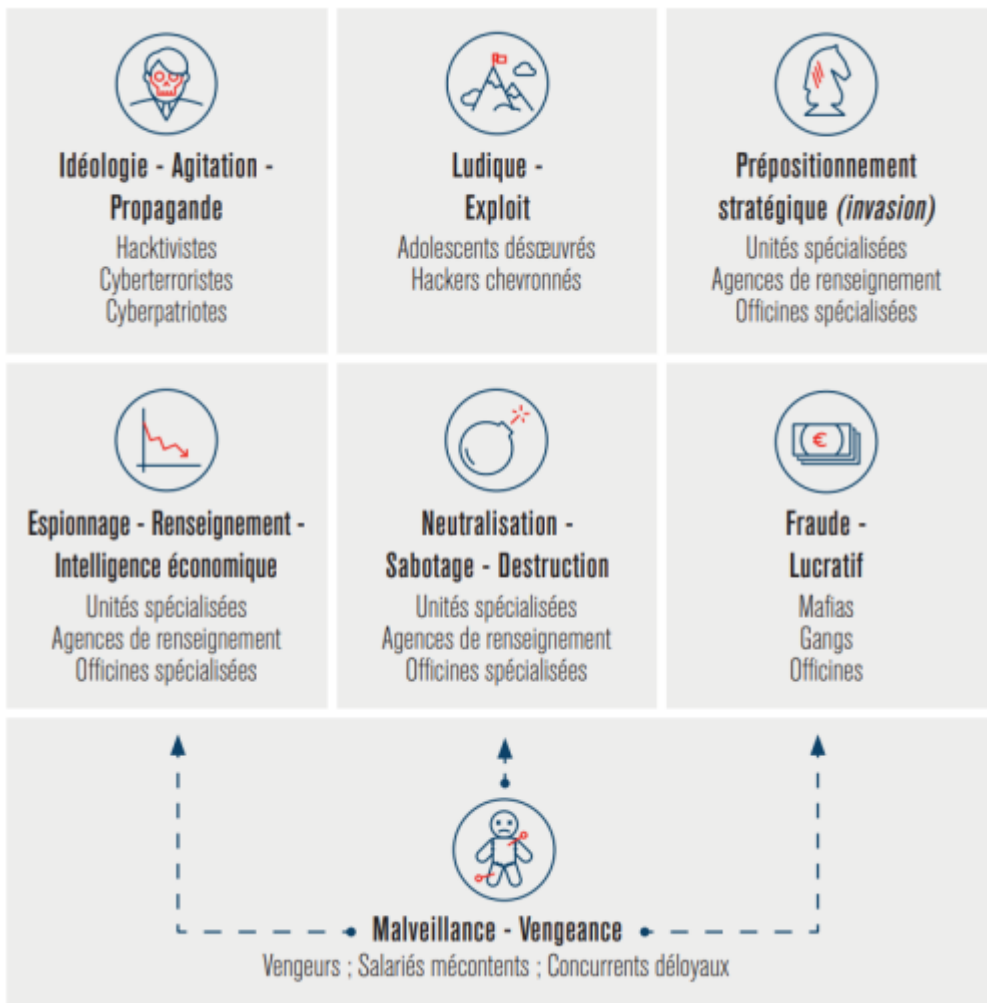 Idéologie - Agitation -
Propagande
Hacktivistes
Cyberterroristes
Cyberpatriotes
Ludique -
Exploit
Adolescents désœuvrés
Hackers chevronnés
Prépositionnement
stratégique (invasion)
Unités spécialisées
Agences de renseignement
Officines spécialisées
Espionnage - Renseignement -
Intelligence économique
Unités spécialisées
Agences de renseignement
Officines spécialisées
Neutralisation -
Sabotage - Destruction
Unités spécialisées
Agences de renseignement
Officines spécialisées
€
Fraude -
Lucratif
Mafias
Gangs
Officines
Malveillance - Vengeance
Vengeurs ; Salariés mécontents ; Concurrents déloyaux